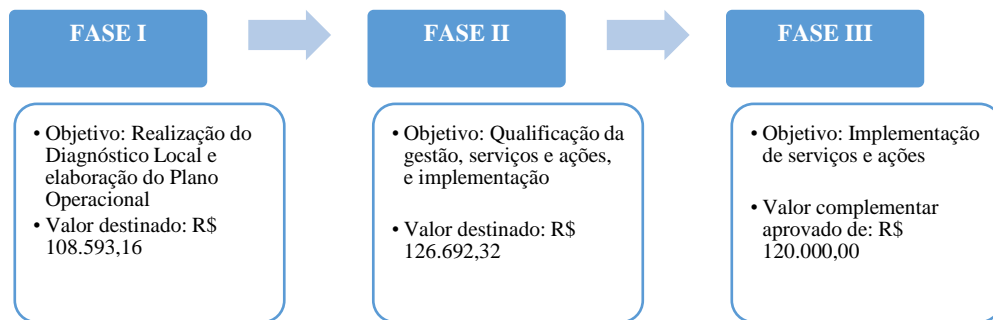 FASE I
• Objetivo: Realização do
Diagnóstico Local e
elaboração do Plano
Operacional
• Valor destinado: R$
108.593,16
FASE II
• Objetivo: Qualificação da
gestão, serviços e ações,
e implementação
• Valor destinado: R$
126.692,32
FASE III
• Objetivo: Implementação
de serviços e ações
• Valor complementar
aprovado de: R$
120.000,00